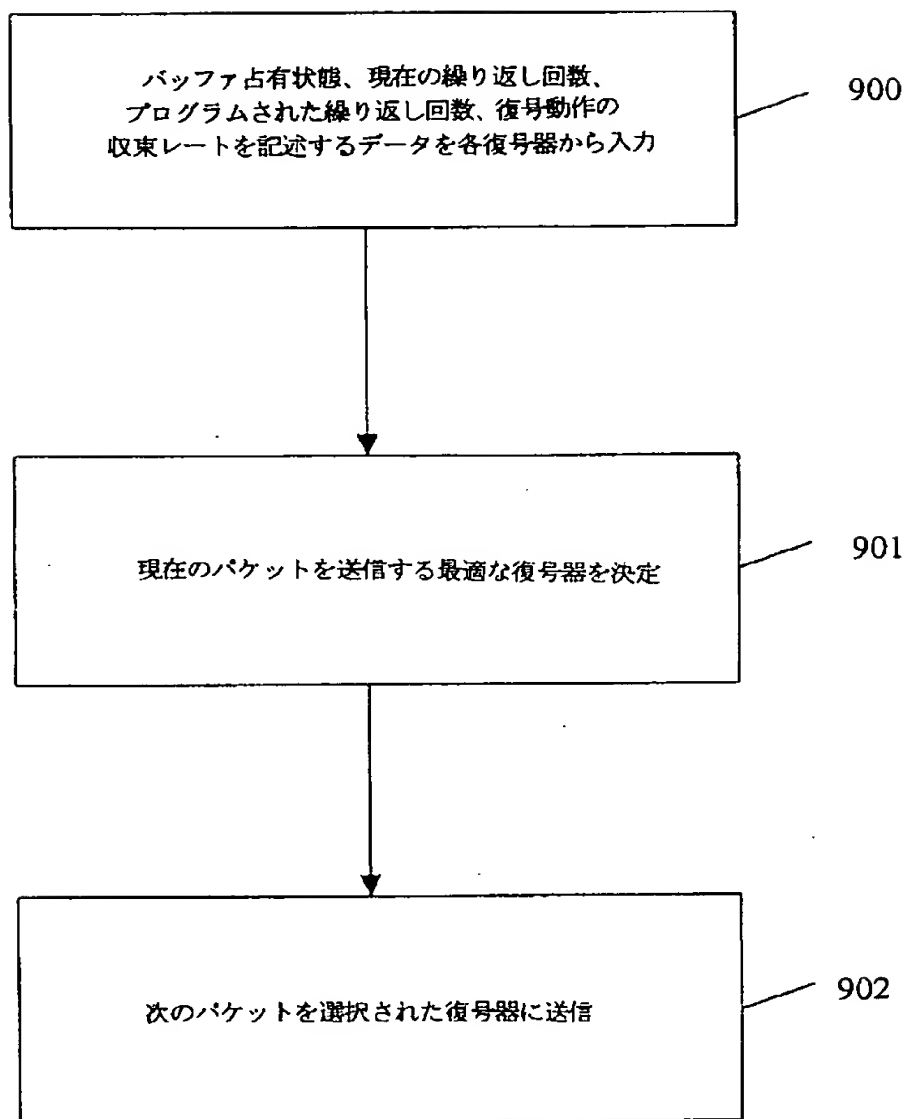 バッファ占有状態、現在の繰り返し回数、
プログラムされた繰り返し回数、復号動作の
収束レートを記述するデータを各復号器から入力
900
現在のパケットを送信する最適な復号器を決定
901
次のパケットを選択された復号器に送信
902